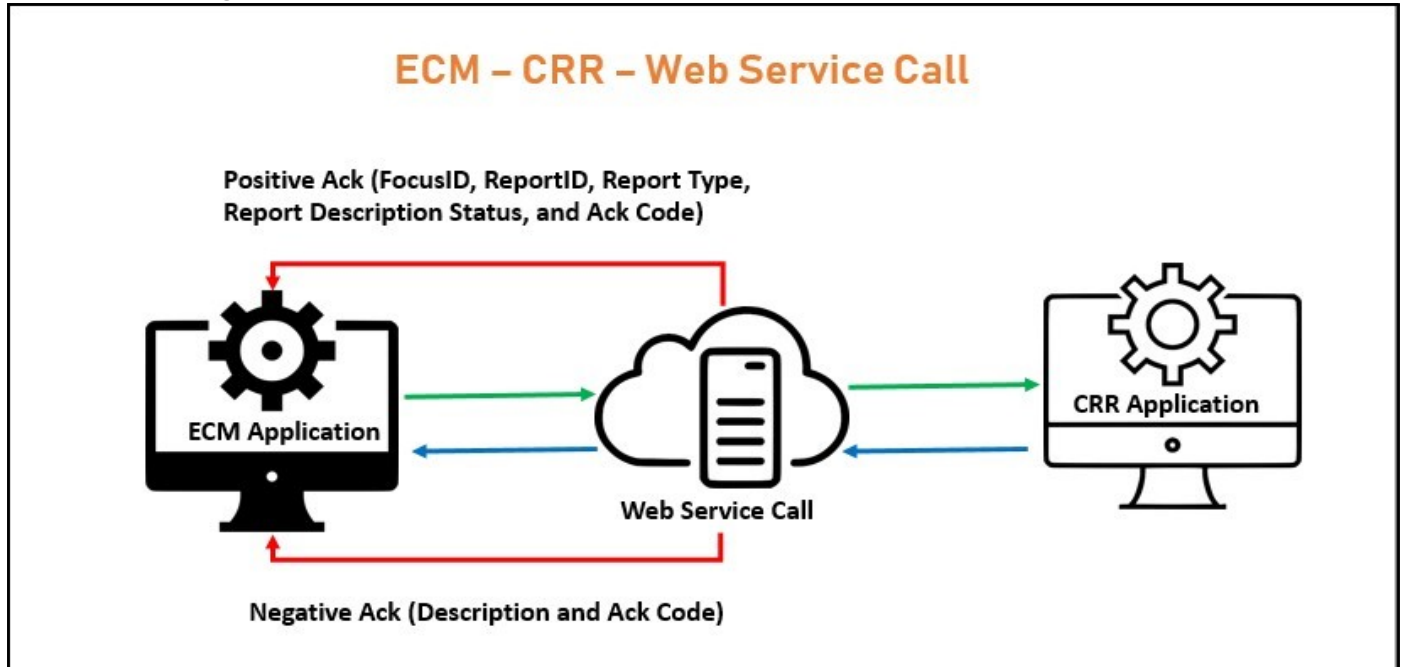 ECM – CRR – Web Service Call
Positive Ack (FocusID, ReportID, Report Type,
Report Description Status, and Ack Code)
ECM Application
CRR Application
Web Service Call
Negative Ack (Description and Ack Code)